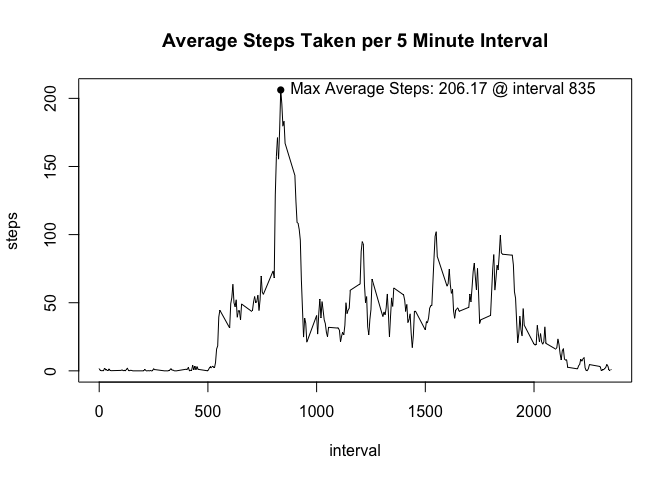 Average Steps Taken per 5 Minute Interval
Max Average Steps: 206.17 @ interval 835
steps
200
150
100
50
0
0 500 1000 1500 2000
interval